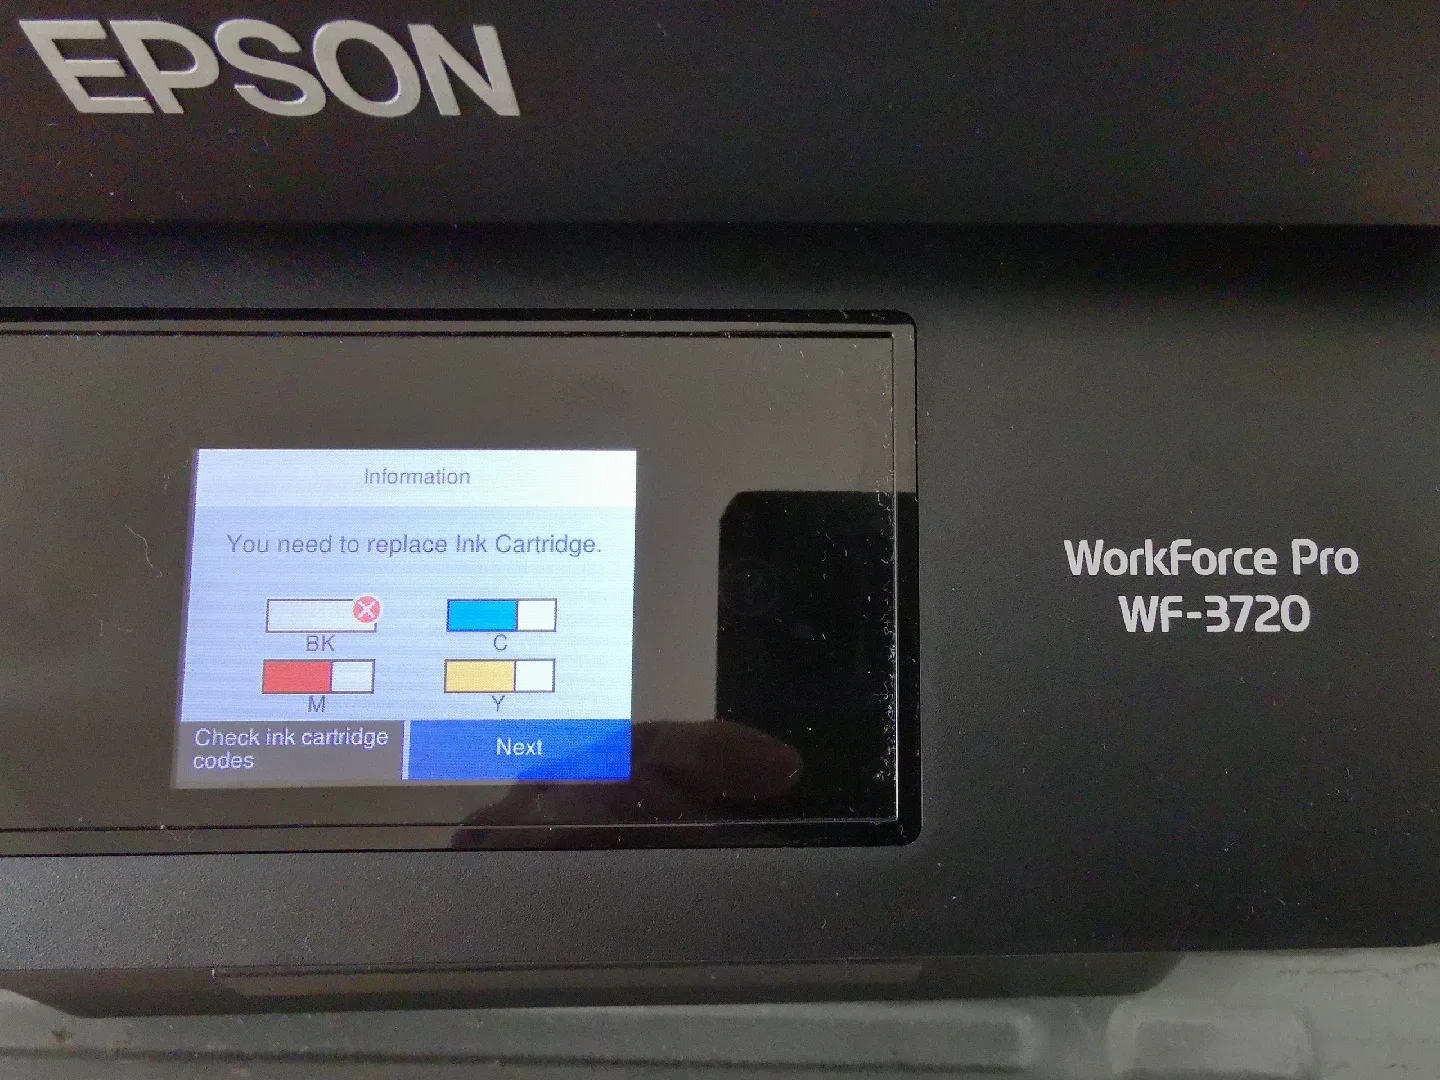 EPSON
Information
You need to replace Ink Cartridge.
BK
C
M
Y
Check ink cartridge
codes
Next
WorkForce Pro
WF-3720